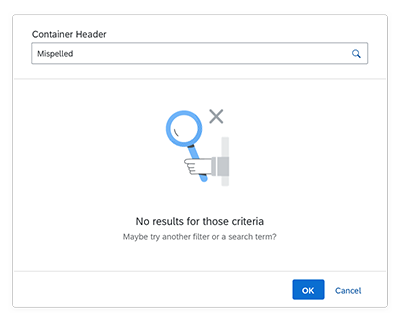 Container Header
Mispelled
No results for those criteria
Maybe try another filter or a search term?
OK
Cancel